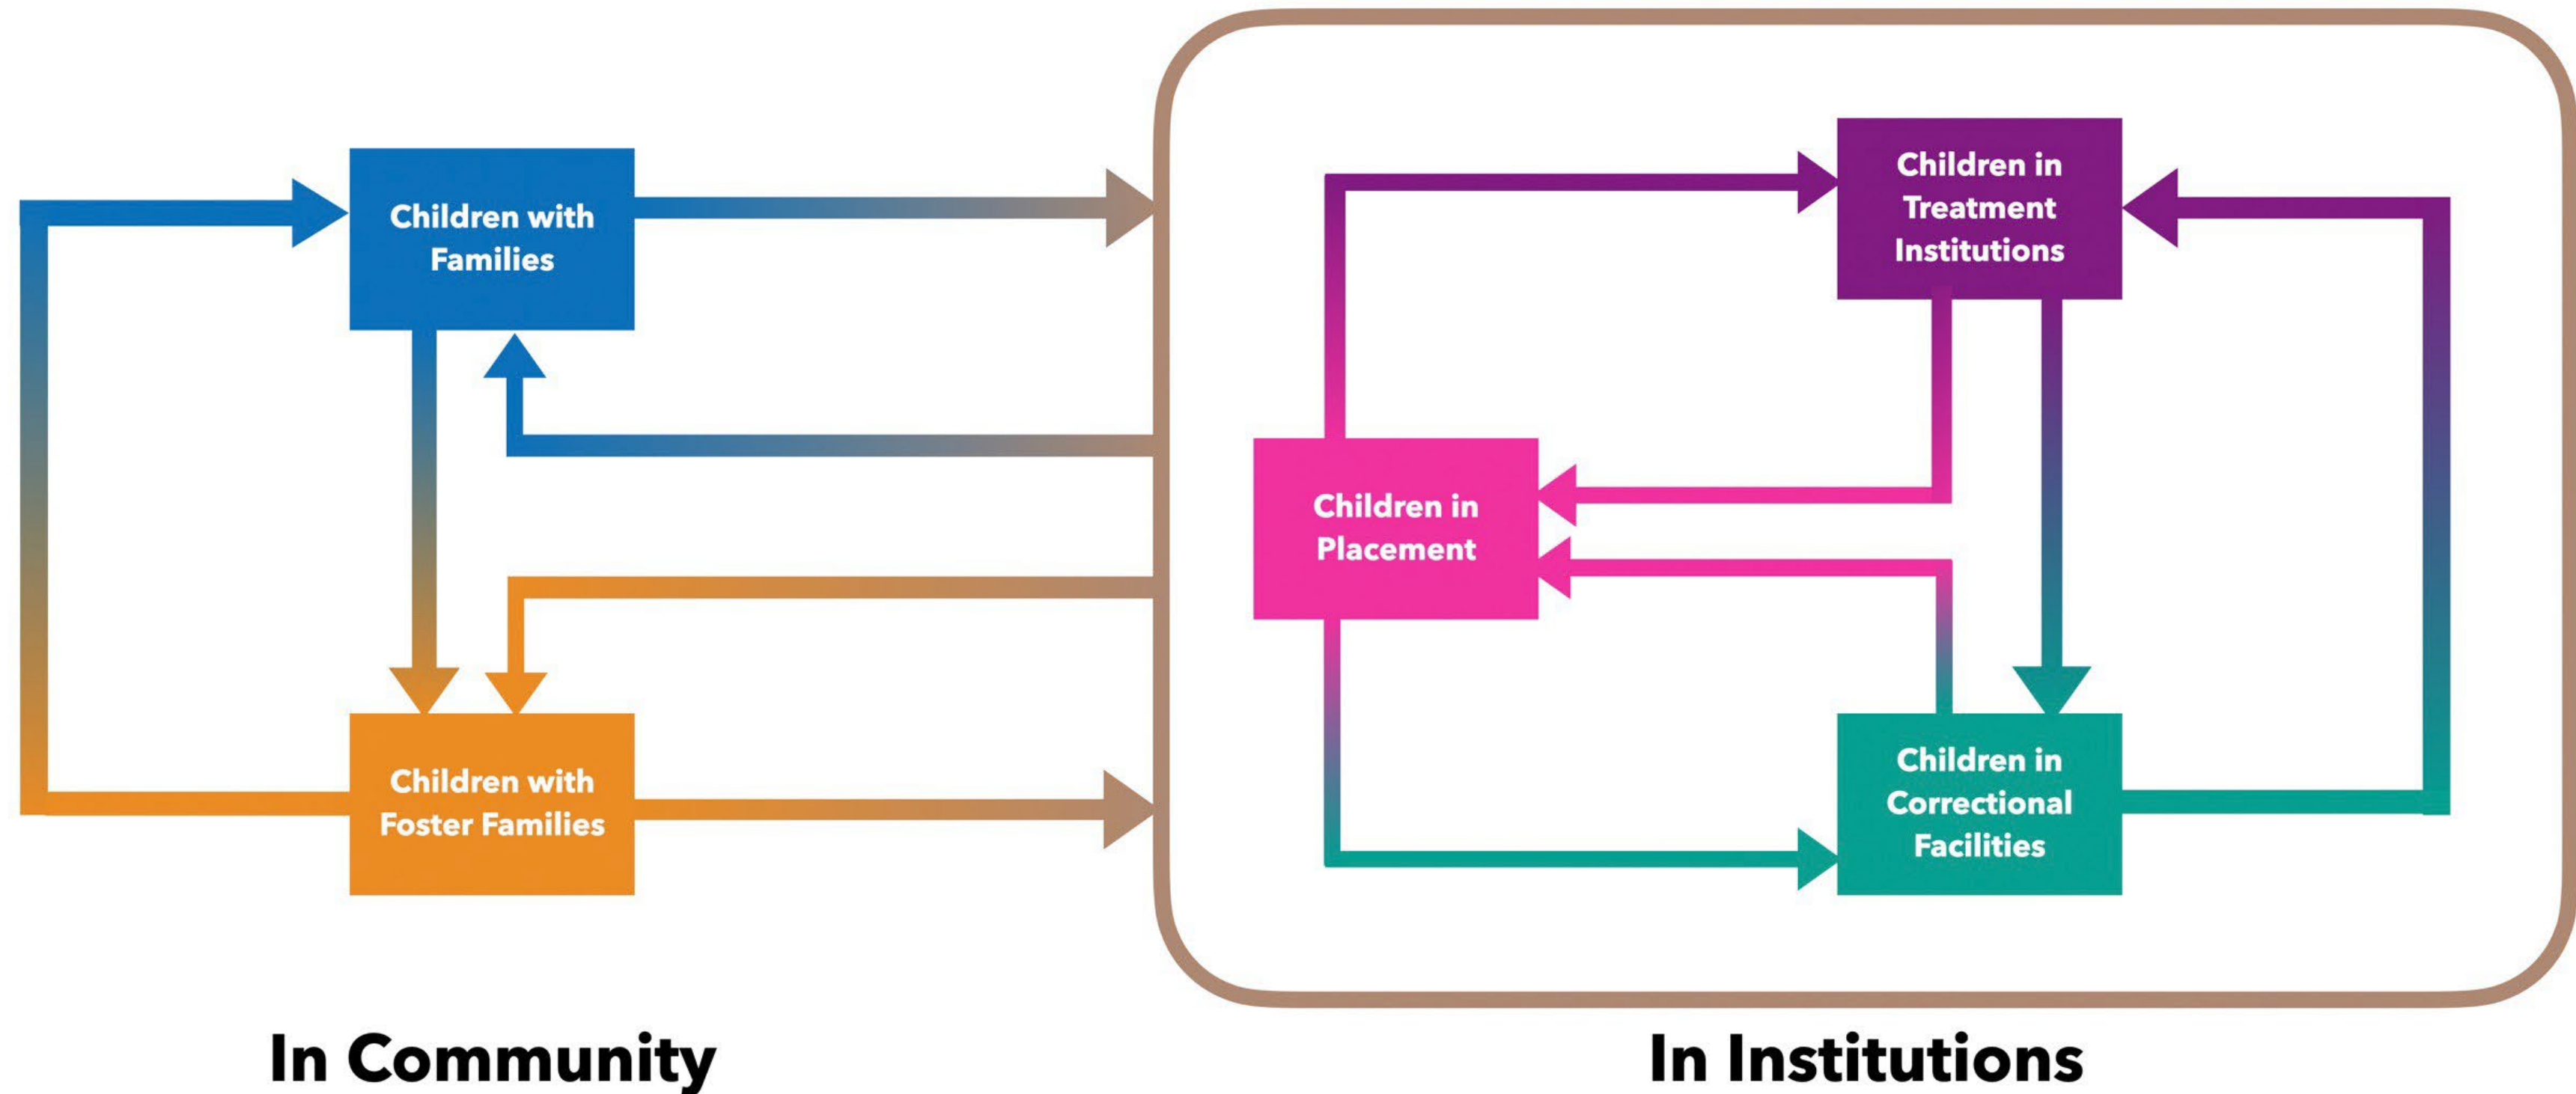 Children with
Families
Children with
Foster Families
In Community
Children in
Treatment
Institutions
Children in
Placement
Children in
Correctional
Facilities
In Institutions